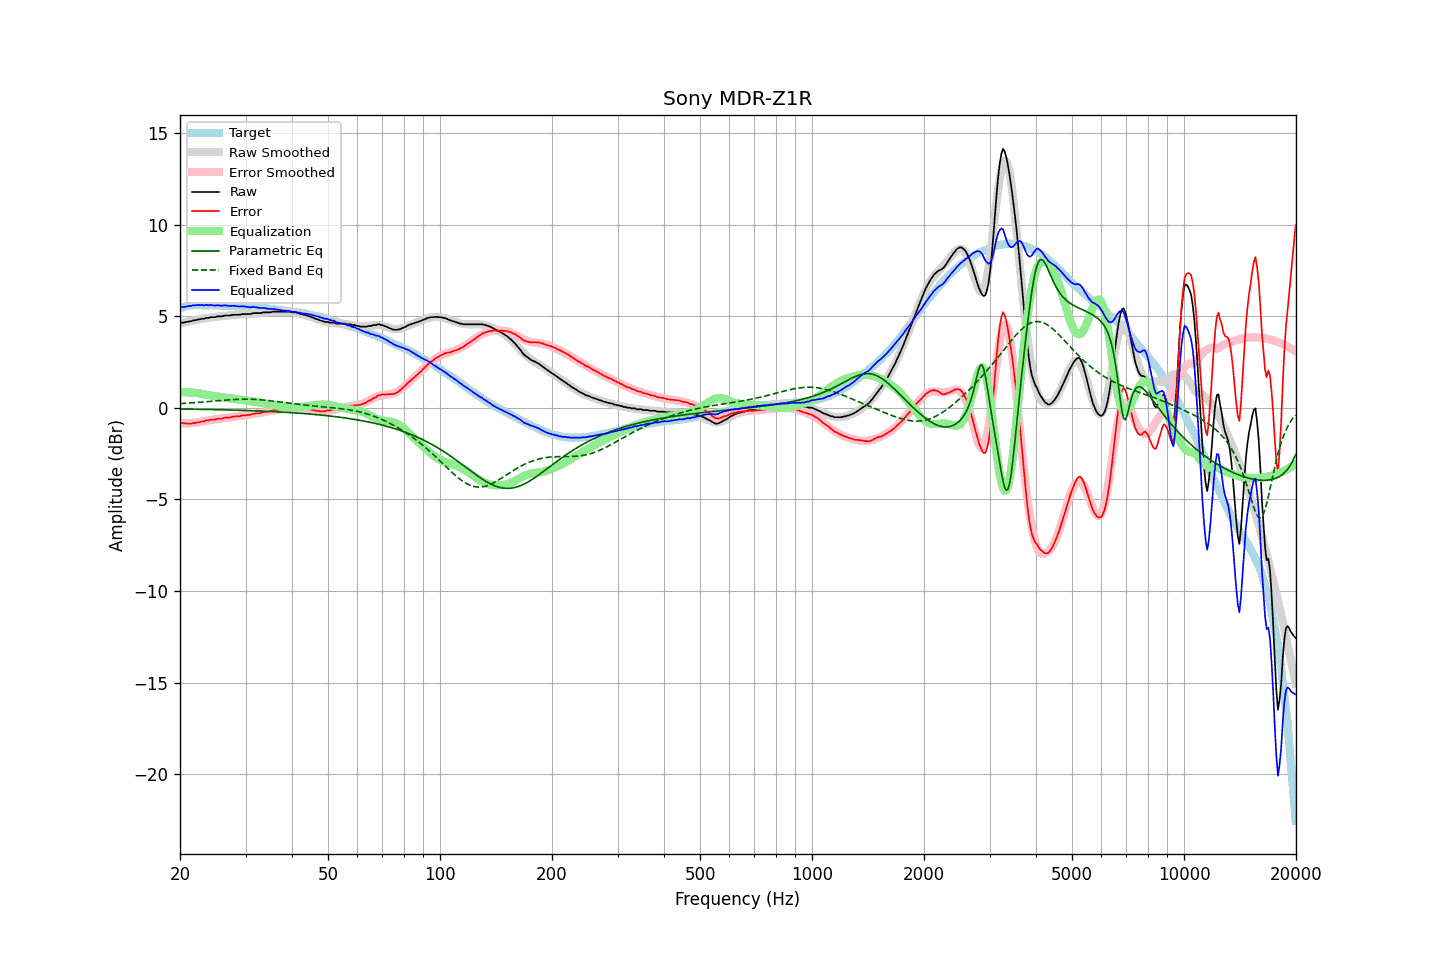 Sony MDR-Z1R
Target
Raw Smoothed
Error Smoothed
Raw
Error
Equalization
Parametric Eq
Fixed Band Eq
Equalized
15
10
5
0
−5
−10
−15
−20
Amplitude (dBr)
20
50
100
200
500
1000
2000
5000
10000
20000
Frequency (Hz)